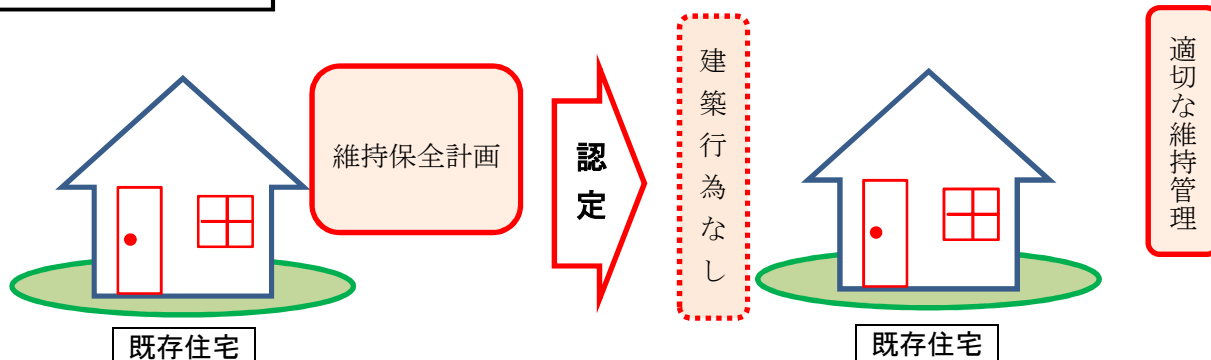 維持保全計画
認定
建築行為なし
適切な維持管理
既存住宅
既存住宅